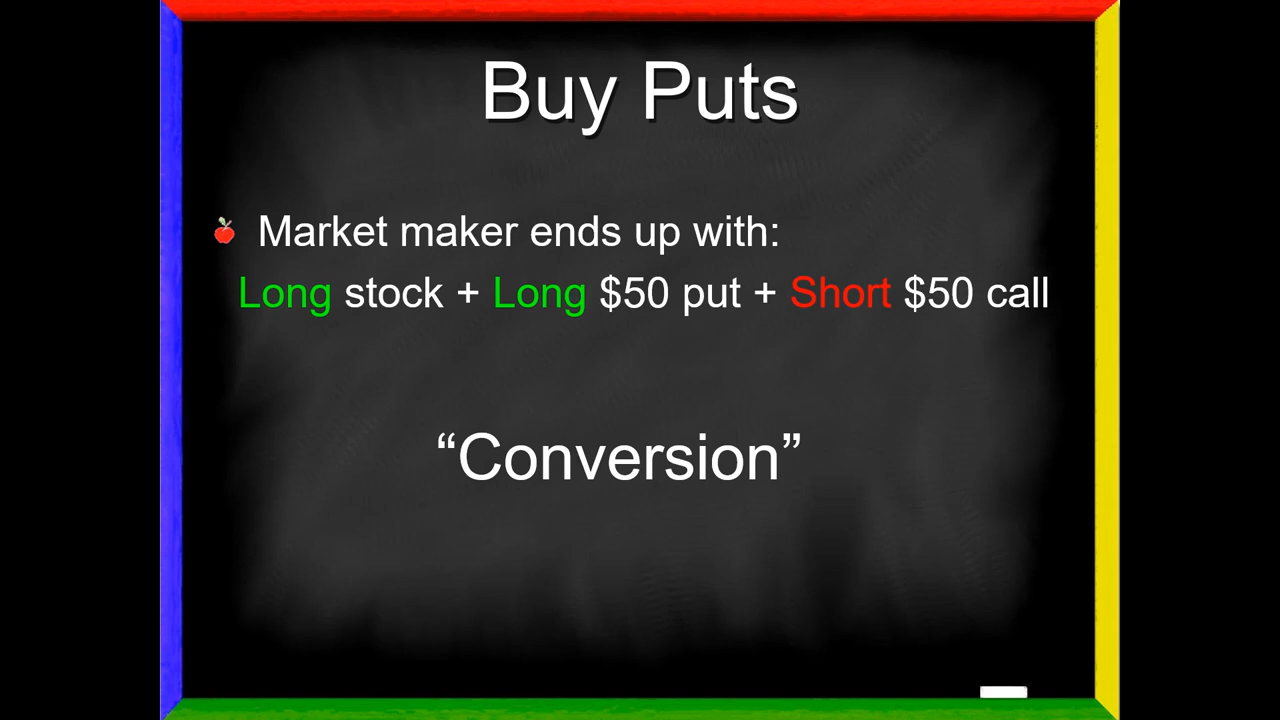 Buy Puts
Market maker ends up with:
Long stock + Long $50 put + Short $50 call
“Conversion”